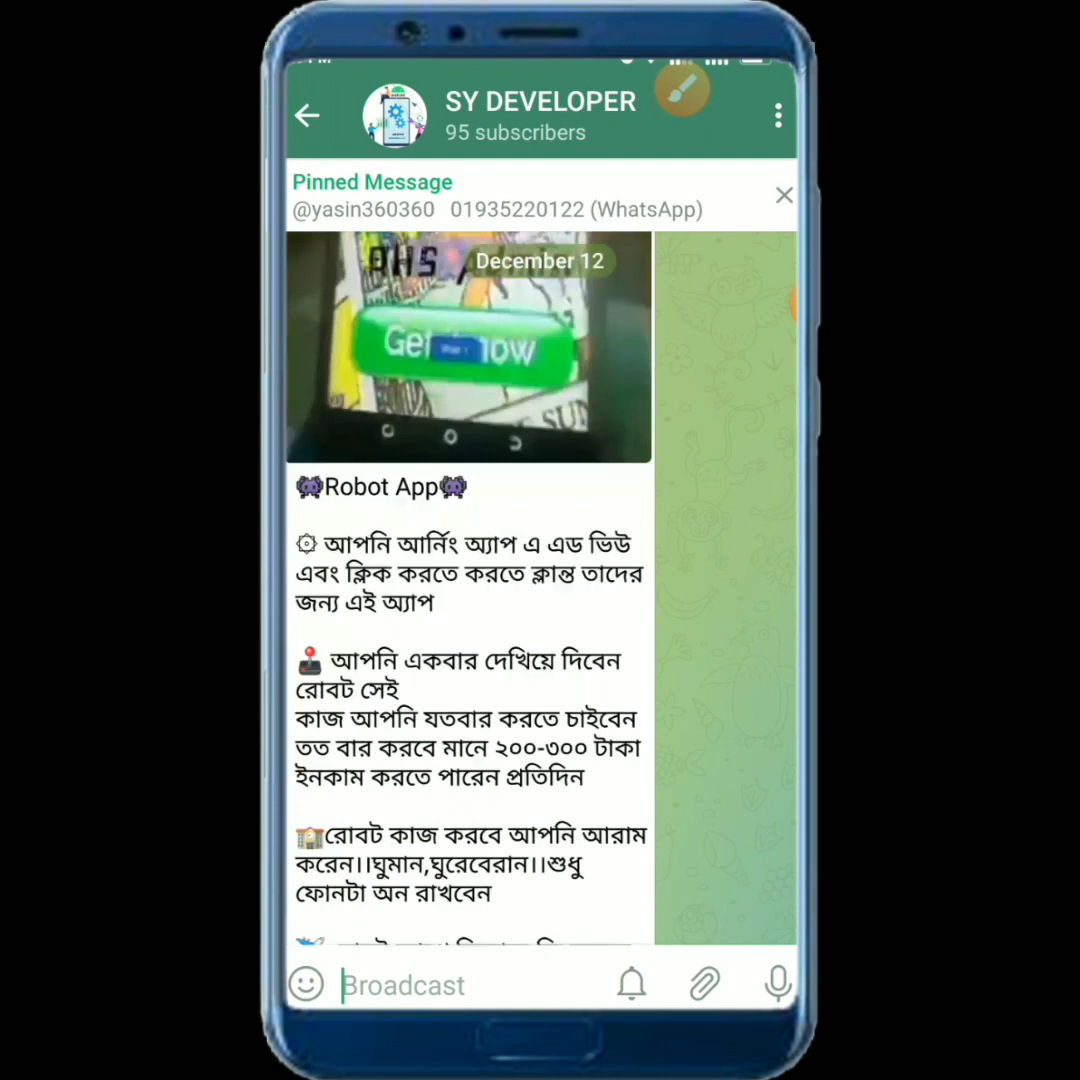 SY DEVELOPER
95 subscribers
Pinned Message
@yasin360360 01935220122 (WhatsApp)
December 12
👾Robot App👾
۞ আপনি আর্নিং অ্যাপ এ এড ভিউ
এবং ক্লিক করতে করতে ক্লান্ত তাদের
জন্য এই অ্যাপ
🕹️ আপনি একবার দেখিয়ে দিবেন
রোবট সেই
কাজ আপনি যতবার করতে চাইবেন
তত বার করবে মানে ২০০-৩০০ টাকা
ইনকাম করতে পারেন প্রতিদিন
🏫রোবট কাজ করবে আপনি আরাম
করেন।।ঘুমান,ঘুরেবেরান।।শুধু
ফোনটা অন রাখবেন
Broadcast